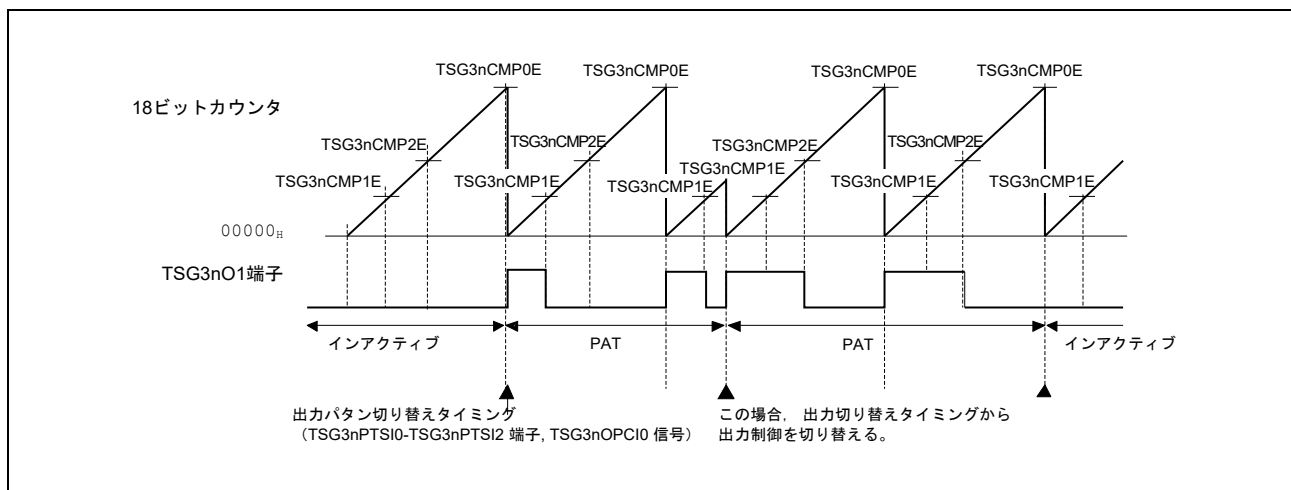 TSG3nCMP0E TSG3nCMP0E TSG3nCMP0E TSG3nCMP0E
18ビットカウンタ
TSG3nCMP2E TSG3nCMP2E TSG3nCMP2E TSG3nCMP2E
TSG3nCMP1E
TSG3nCMP1E TSG3nCMP1E TSG3nCMP1E TSG3nCMP1E TSG3nCMP1E
00000H
TSG3nO1端子
インアクティブ PAT PAT インアクティブ
出力パタン切り替えタイミング
（TSG3nPTSI0-TSG3nPTSI2 端子, TSG3nOPCI0 信号）
この場合, 出力切り替えタイミングから
出力制御を切り替える。